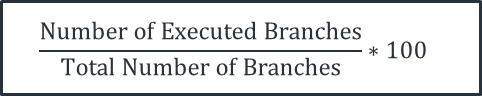 Number of Executed Branches
Total Number of Branches * 100